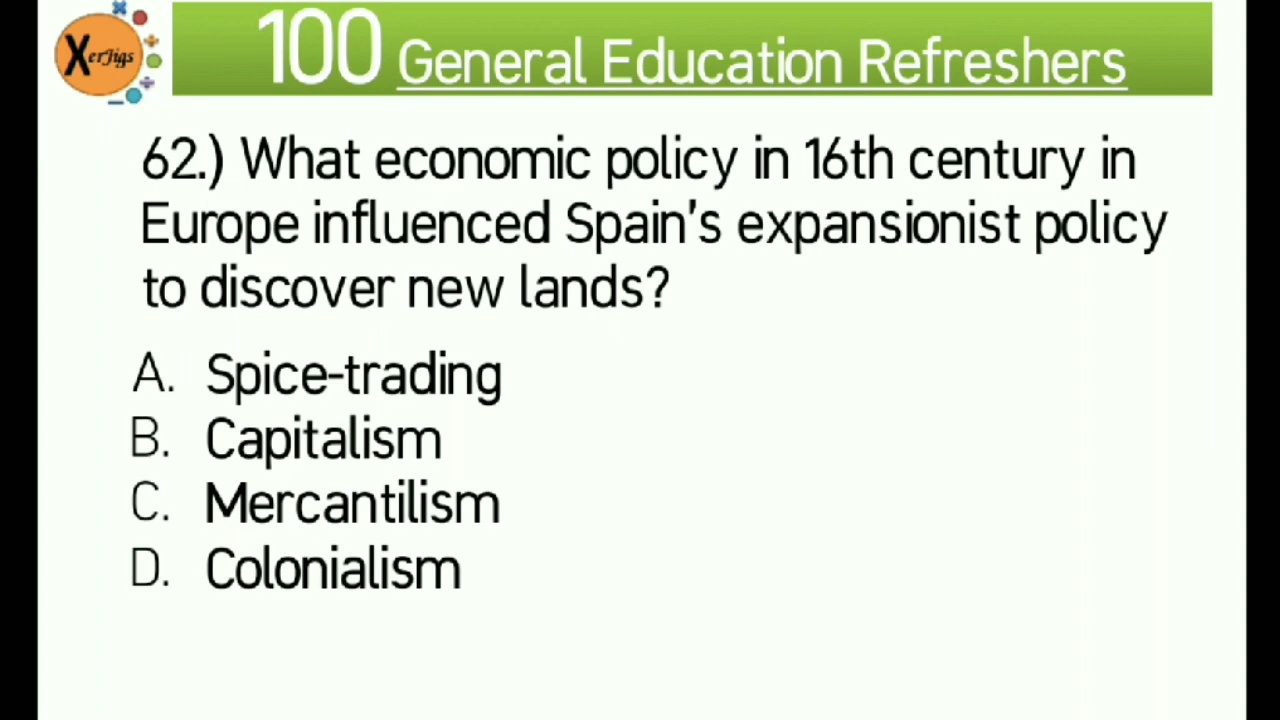 XerJigs
100 General Education Refreshers
62.) What economic policy in 16th century in
Europe influenced Spain's expansionist policy
to discover new lands?
A. Spice-trading
B. Capitalism
C. Mercantilism
D. Colonialism